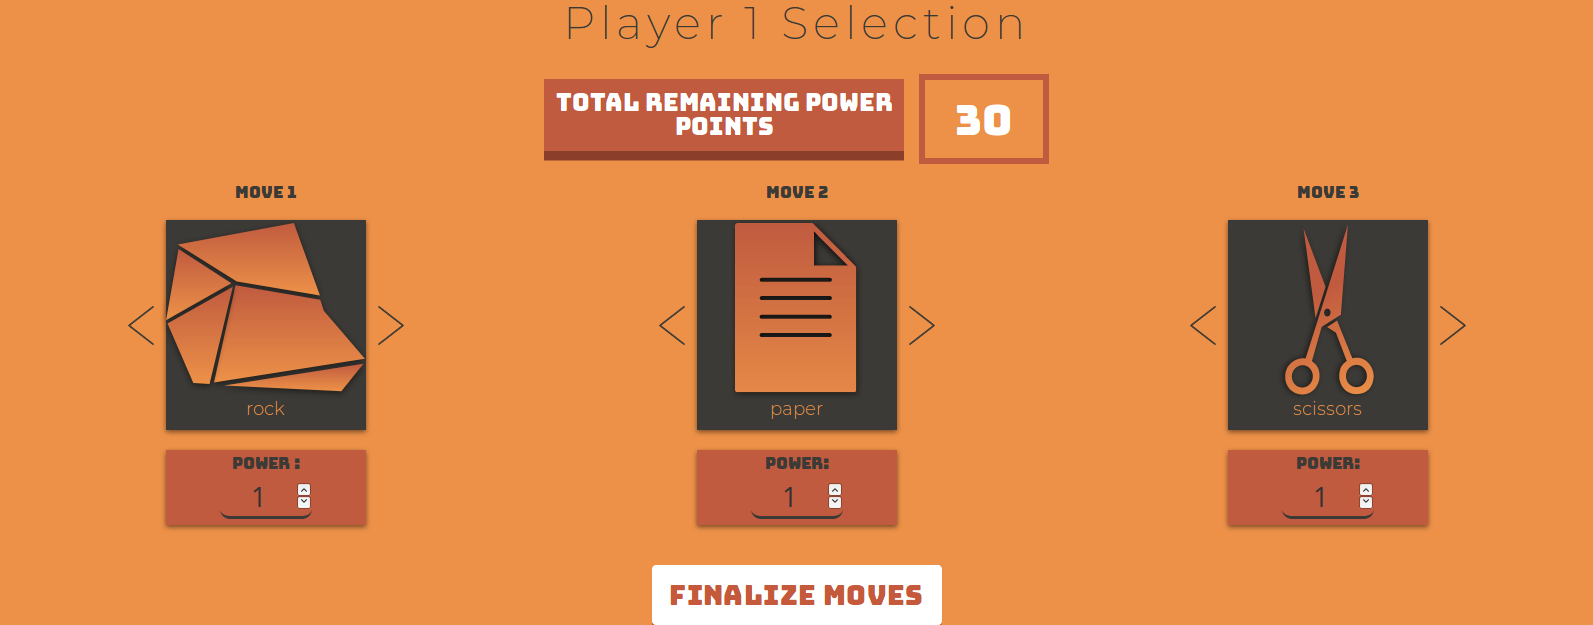 Player 1 Selection
TOTAL REMAINING POWER
POINTS
30
MOVE 1
MOVE 2
MOVE 3
rock
paper
scissors
POWER :
POWER:
POWER:
1
1
1
FINALIZE MOVES